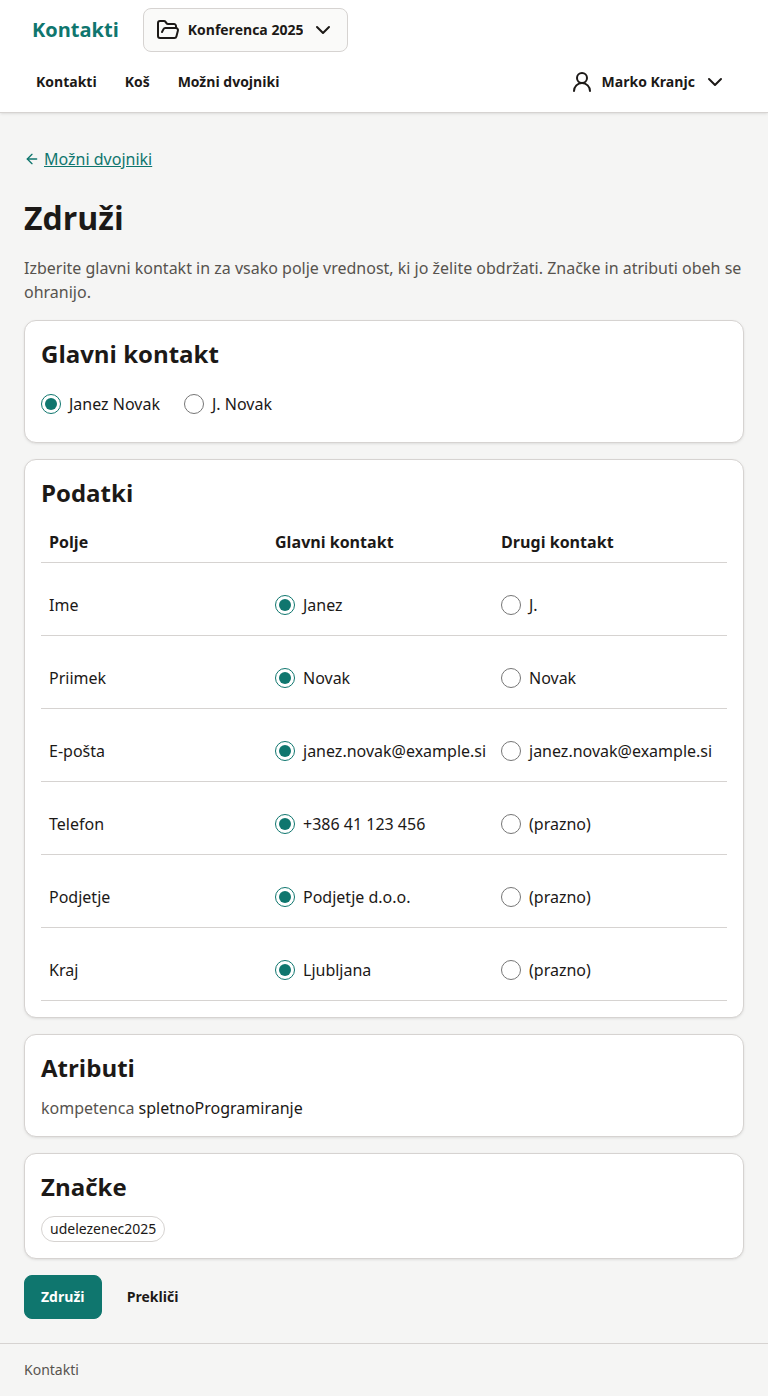 Kontakti
Konferenca 2025
Kontakti Koš Možni dvojniki Marko Kranjc
← Možni dvojniki
Združi
Izberite glavni kontakt in za vsako polje vrednost, ki jo želite obdržati. Značke in atributi obeh se
ohranijo.
Glavni kontakt
Janez Novak J. Novak
Podatki
Polje Glavni kontakt Drugi kontakt
Ime Janez J.
Priimek Novak Novak
E-pošta janez.novak@example.si janez.novak@example.si
Telefon +386 41 123 456 (prazno)
Podjetje Podjetje d.o.o. (prazno)
Kraj Ljubljana (prazno)
Atributi
kompetenca spletnoProgramiranje
Značke
udelezenec2025
Združi Prekliči
Kontakti